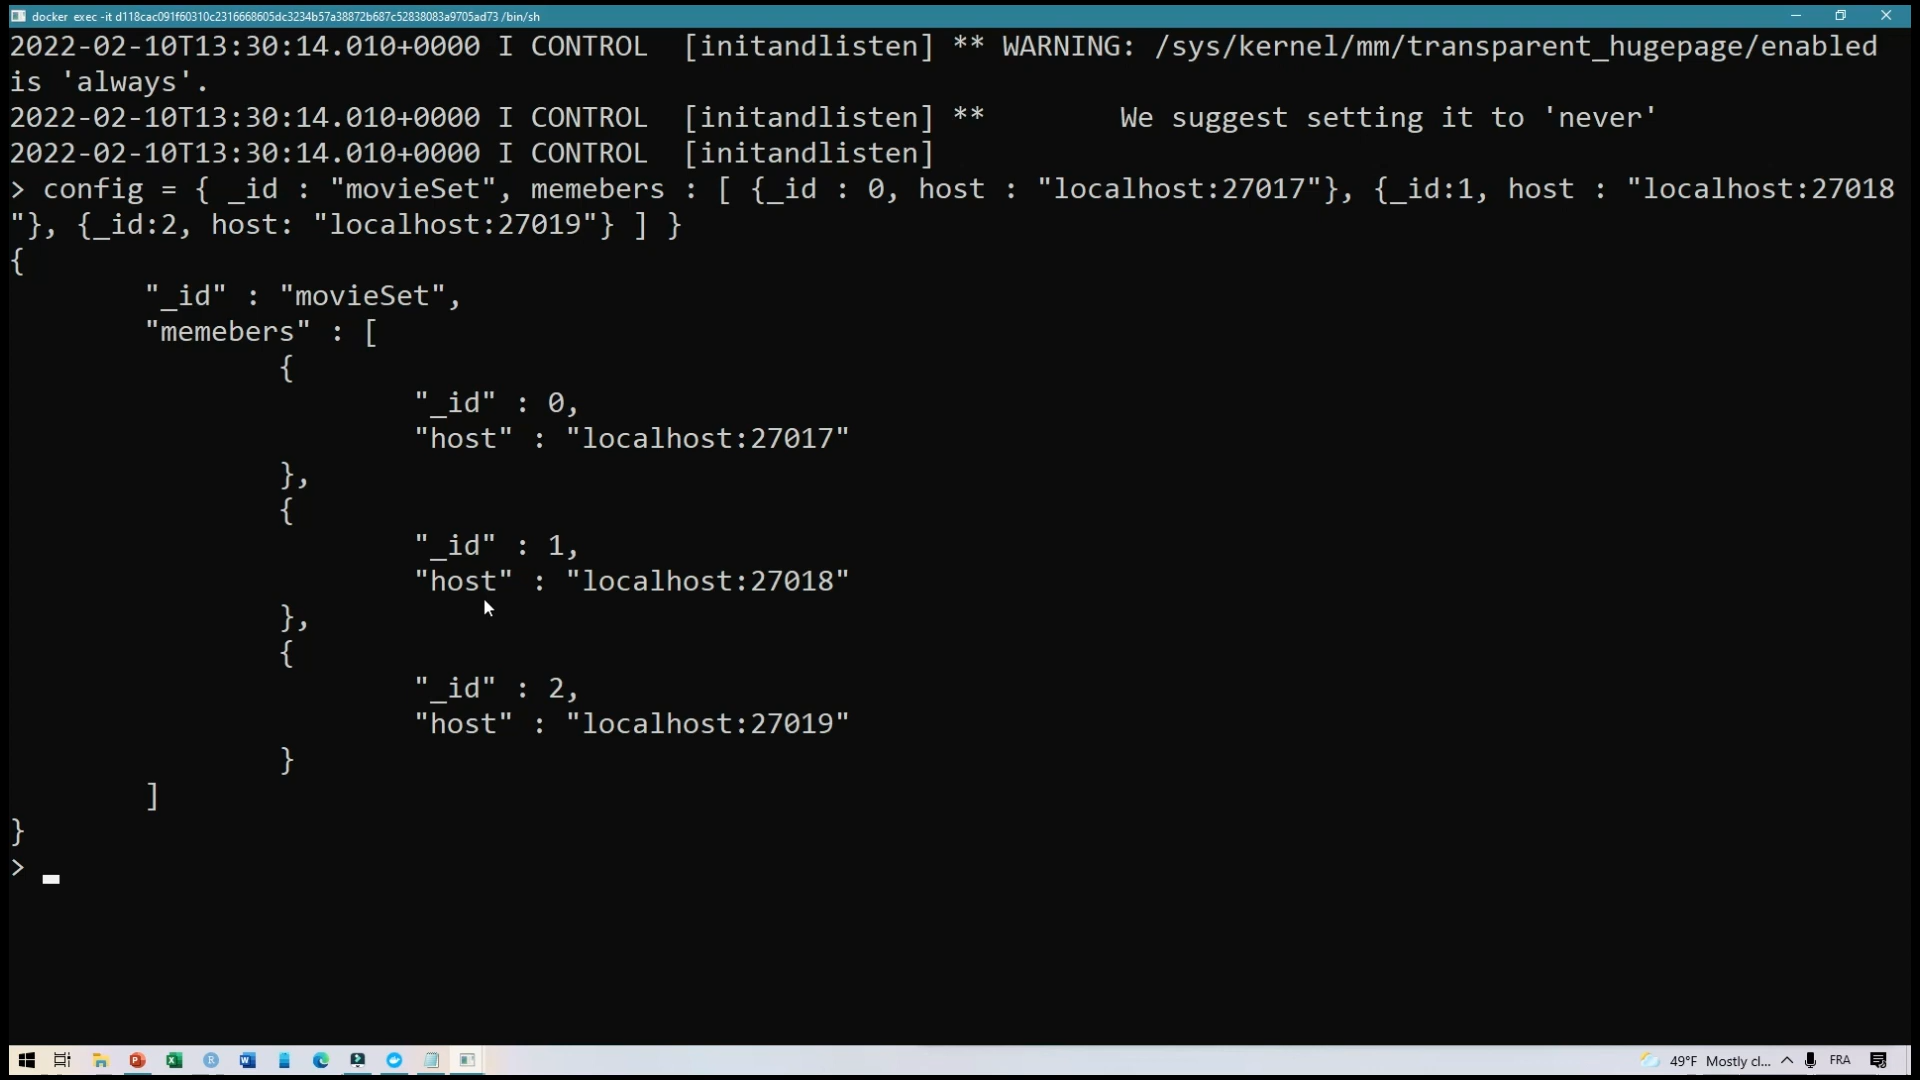 docker exec -it d118cac091f60310c2316668605dc3234b57a38872b687c52838083a9705ad73 /bin/sh
2022-02-10T13:30:14.010+0000 I CONTROL  [initandlisten] ** WARNING: /sys/kernel/mm/transparent_hugepage/enabled
is 'always'.
2022-02-10T13:30:14.010+0000 I CONTROL  [initandlisten] **        We suggest setting it to 'never'
2022-02-10T13:30:14.010+0000 I CONTROL  [initandlisten]
> config = { _id : "movieSet", memebers : [ {_id : 0, host : "localhost:27017"}, {_id:1, host : "localhost:27018
"}, {_id:2, host: "localhost:27019"} ] }
{
        "_id" : "movieSet",
        "memebers" : [
                {
                        "_id" : 0,
                        "host" : "localhost:27017"
                },
                {
                        "_id" : 1,
                        "host" : "localhost:27018"
                },
                {
                        "_id" : 2,
                        "host" : "localhost:27019"
                }
        ]
}
>
49°F Mostly cl... FRA